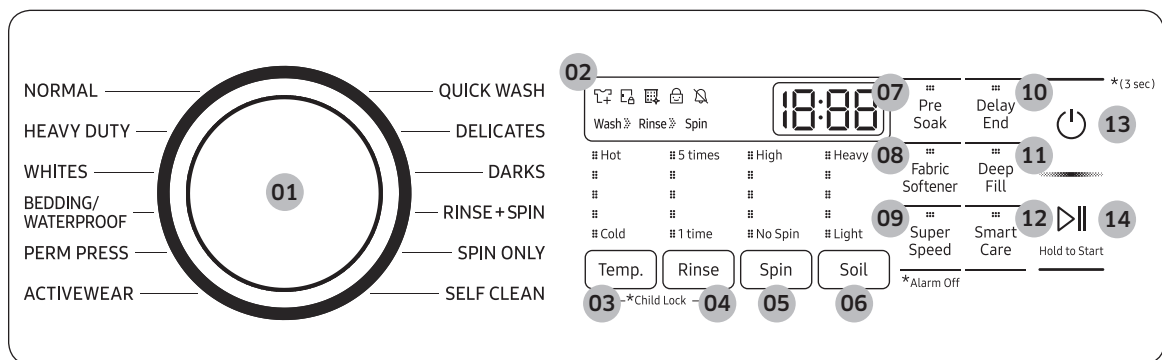 NORMAL
HEAVY DUTY
WHITES
BEDDING/
WATERPROOF
PERM PRESS
ACTIVEWEAR
01
QUICK WASH
DELICATES
DARKS
RINSE+SPIN
SPIN ONLY
SELF CLEAN
02
Wash Rinse Spin
18:88
Hot 5 times High Heavy
Cold 1 time No Spin Light
Temp. Rinse Spin Soil
03 *Child Lock 04 05 06
07 Pre
Soak
Delay
End 10
08 Fabric
Softener
Deep
Fill 11
09 Super
Speed
Smart
Care 12
*Alarm Off
*(3 sec)
13
14
Hold to Start